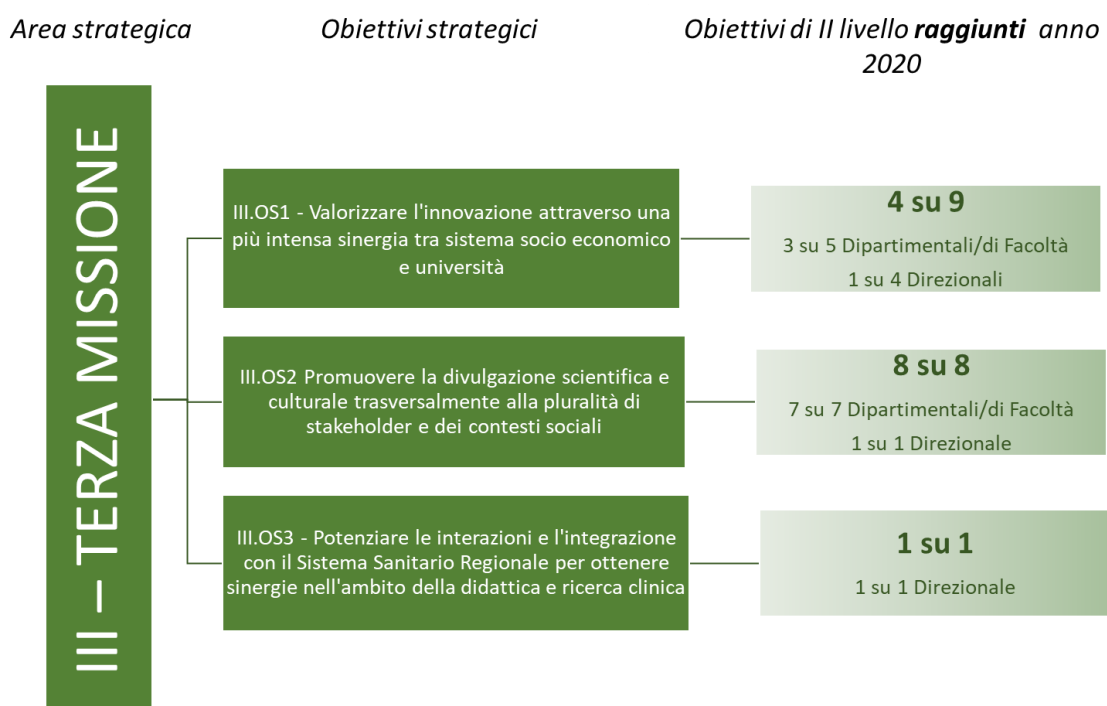 Area strategica
Obiettivi strategici
Obiettivi di II livello raggiunti anno
2020
III – TERZA MISSIONE
III.OS1 - Valorizzare l'innovazione attraverso una
più intensa sinergia tra sistema socio economico
e università
4 su 9
3 su 5 Dipartimentali/di Facoltà
1 su 4 Direzionali
III.OS2 Promuovere la divulgazione scientifica e
culturale trasversalmente alla pluralità di
stakeholder e dei contesti sociali
8 su 8
7 su 7 Dipartimentali/di Facoltà
1 su 1 Direzionale
III.OS3 - Potenziare le interazioni e l'integrazione
con il Sistema Sanitario Regionale per ottenere
sinergie nell'ambito della didattica e ricerca clinica
1 su 1
1 su 1 Direzionale